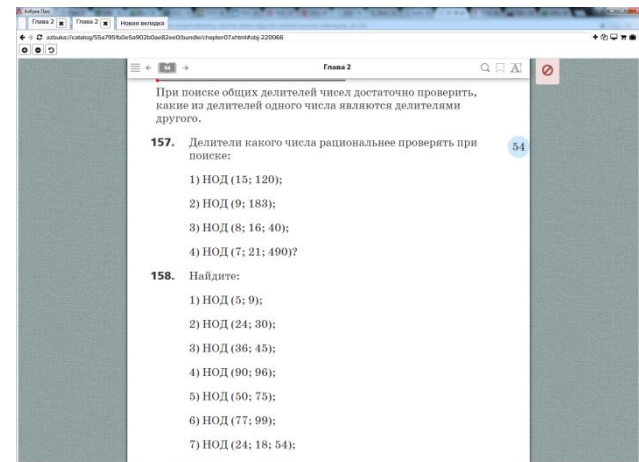 Азбука Про
Глава 2
Глава 2
Новая вкладка
54
Глава 2
При поиске общих делителей чисел достаточно проверить,
какие из делителей одного числа являются делителями
другого.
157. Делители какого числа рациональнее проверять при
поиске:
54
1) НОД (15; 120);
2) НОД (9; 183);
3) НОД (8; 16; 40);
4) НОД (7; 21; 490)?
158. Найдите:
1) НОД (5; 9);
2) НОД (24; 30);
3) НОД (36; 45);
4) НОД (90; 96);
5) НОД (50; 75);
6) НОД (77; 99);
7) НОД (24; 18; 54);